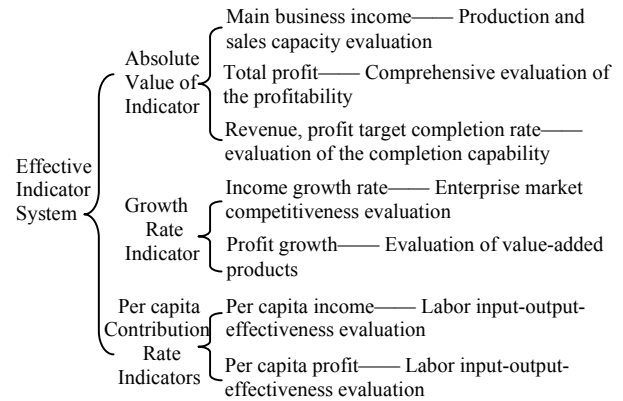 Effective
Indicator
System
Absolute
Value of
Indicator
Main business income—— Production and
sales capacity evaluation
Total profit—— Comprehensive evaluation of
the profitability
Revenue, profit target completion rate——
evaluation of the completion capability
Growth
Rate
Indicator
Income growth rate—— Enterprise market
competitiveness evaluation
Profit growth—— Evaluation of value-added
products
Per capita
Contribution
Rate
Indicators
Per capita income—— Labor input-output-
effectiveness evaluation
Per capita profit—— Labor input-output-
effectiveness evaluation